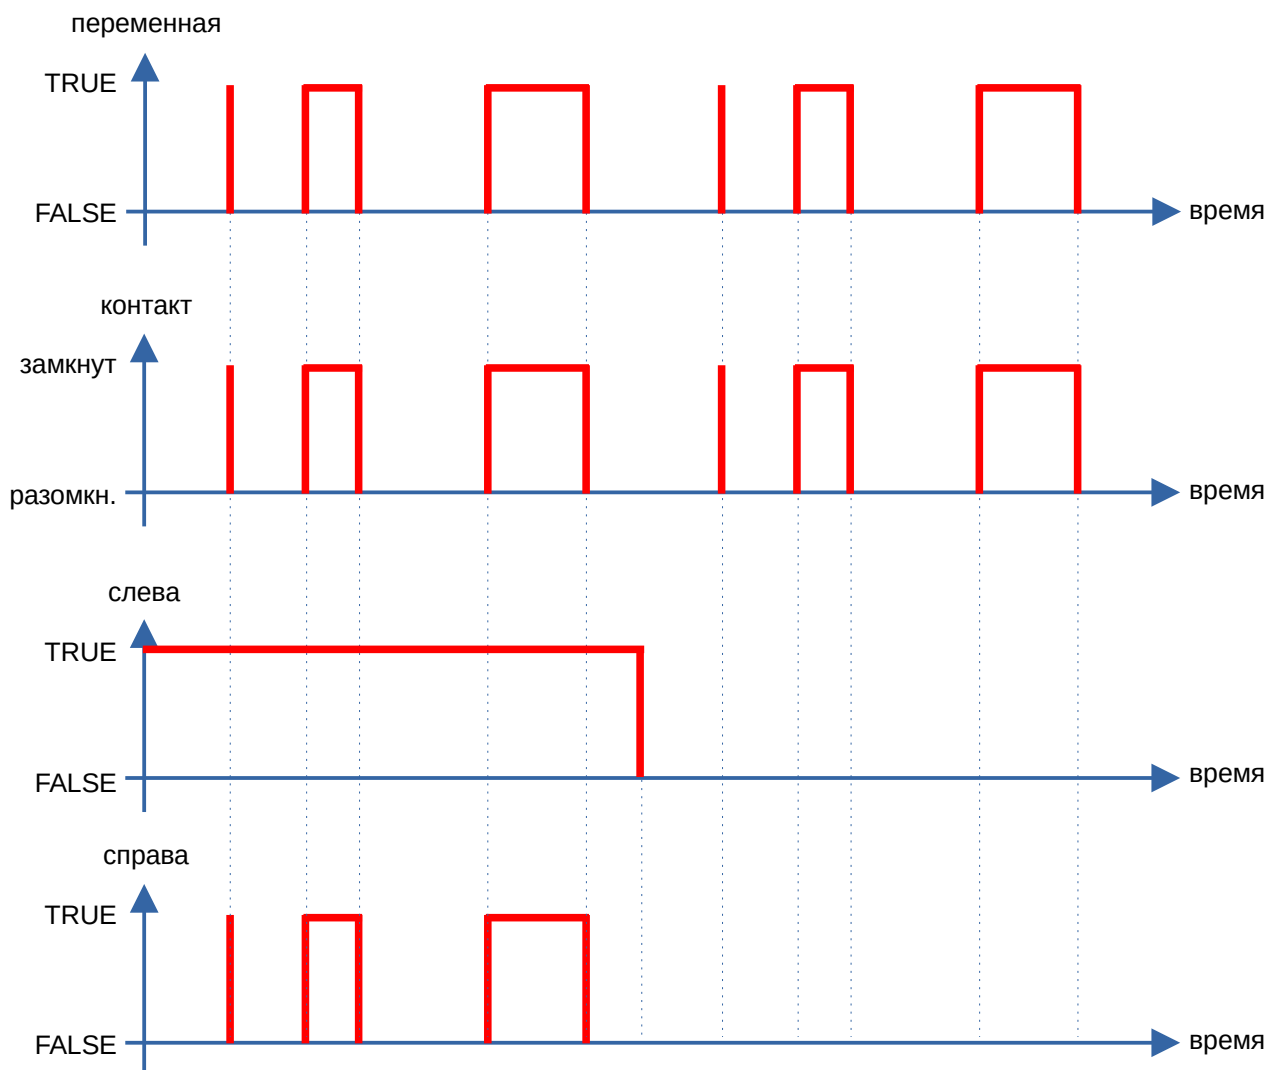 переменная
TRUE
FALSE
время
контакт
замкнут
разомкн.
время
слева
TRUE
FALSE
время
справа
TRUE
FALSE
время